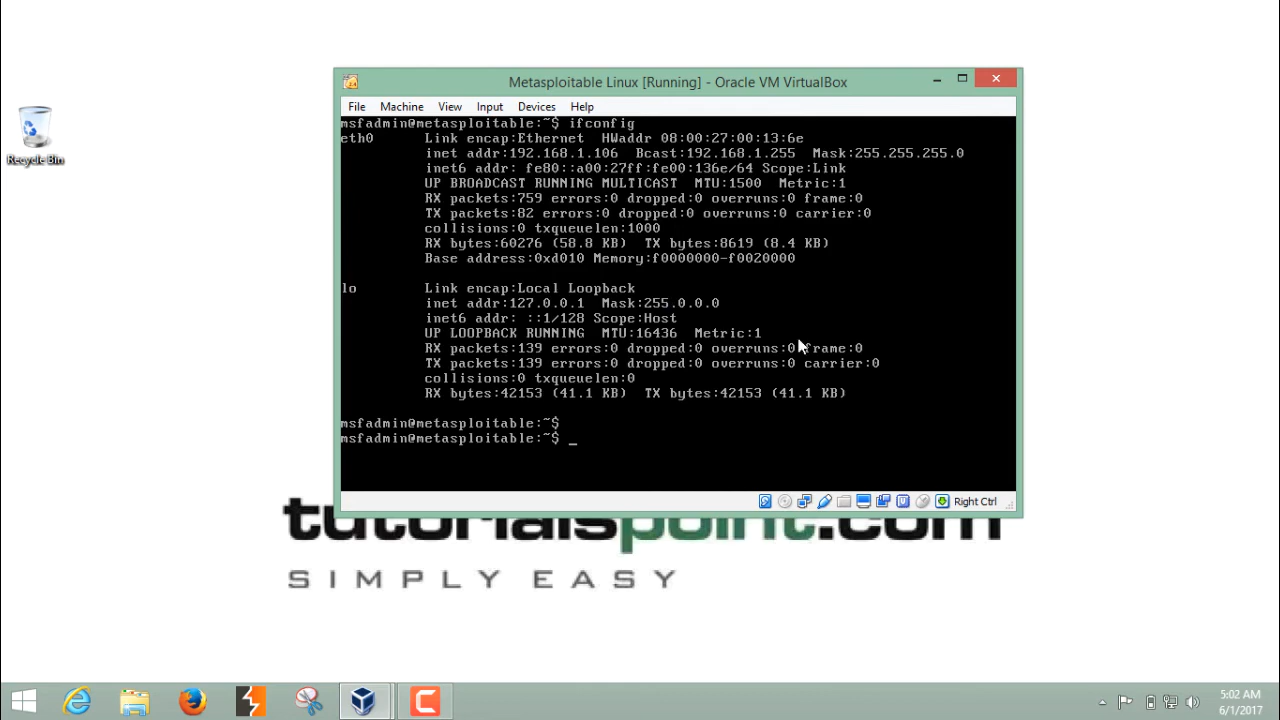 Recycle Bin
Metasploitable Linux [Running] - Oracle VM VirtualBox
File Machine View Input Devices Help
msfadmin@metasploitable:~$ ifconfig
eth0 Link encap:Ethernet HWaddr 08:00:27:00:13:6e
inet addr:192.168.1.106 Bcast:192.168.1.255 Mask:255.255.255.0
inet6 addr: fe80::a00:27ff:fe00:136e/64 Scope:Link
UP BROADCAST RUNNING MULTICAST MTU:1500 Metric:1
RX packets:759 errors:0 dropped:0 overruns:0 frame:0
TX packets:82 errors:0 dropped:0 overruns:0 carrier:0
collisions:0 txqueuelen:1000
RX bytes:60276 (58.8 KB) TX bytes:8619 (8.4 KB)
Base address:0xd010 Memory:f0000000-f0020000
lo Link encap:Local Loopback
inet addr:127.0.0.1 Mask:255.0.0.0
inet6 addr: ::1/128 Scope:Host
UP LOOPBACK RUNNING MTU:16436 Metric:1
RX packets:139 errors:0 dropped:0 overruns:0 frame:0
TX packets:139 errors:0 dropped:0 overruns:0 carrier:0
collisions:0 txqueuelen:0
RX bytes:42153 (41.1 KB) TX bytes:42153 (41.1 KB)
msfadmin@metasploitable:~$
msfadmin@metasploitable:~$ _
Right Ctrl
tutorialspoint.com
SIMPLY EASY
5:02 AM
6/1/2017